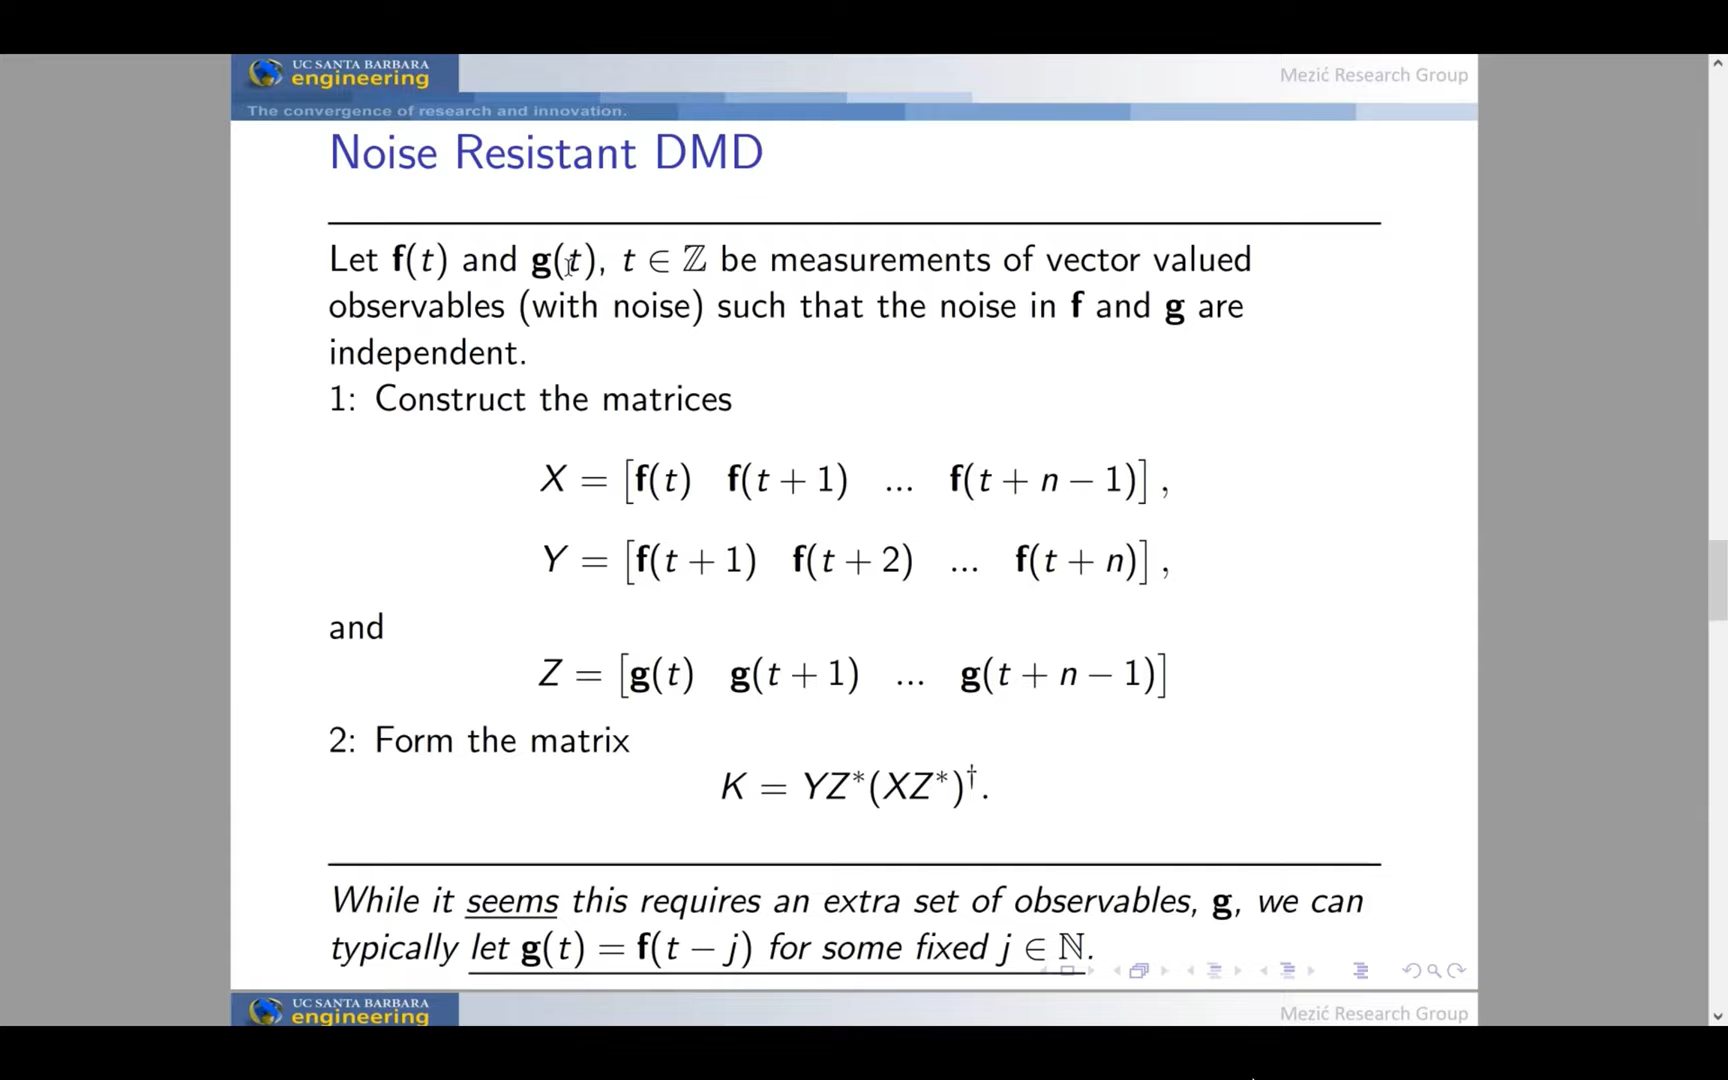 UC SANTA BARBARA
engineering
Mezić Research Group
The convergence of research and innovation.
Noise Resistant DMD
Let f(t) and g(t), t ∈ ℤ be measurements of vector valued
observables (with noise) such that the noise in f and g are
independent.
1: Construct the matrices
X = [f(t) f(t + 1) ... f(t + n − 1)] ,
Y = [f(t + 1) f(t + 2) ... f(t + n)] ,
and
Z = [g(t) g(t + 1) ... g(t + n − 1)]
2: Form the matrix
K = YZ*(XZ*)†.
While it seems this requires an extra set of observables, g, we can
typically let g(t) = f(t − j) for some fixed j ∈ ℕ.
UC SANTA BARBARA
engineering
Mezić Research Group